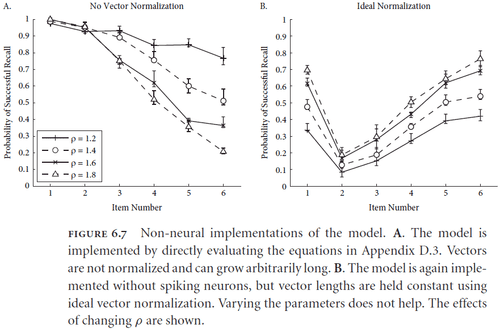 A.
No Vector Normalization
Probability of Successful Recall
1
0.9
0.8
0.7
0.6
0.5
0.4
0.3
0.2
0.1
0
ρ = 1.2
ρ = 1.4
ρ = 1.6
ρ = 1.8
1 2 3 4 5 6
Item Number
B.
Ideal Normalization
Probability of Successful Recall
1
0.9
0.8
0.7
0.6
0.5
0.4
0.3
0.2
0.1
0
1 2 3 4 5 6
Item Number
FIGURE 6.7 Non-neural implementations of the model. A. The model is
implemented by directly evaluating the equations in Appendix D.3. Vectors
are not normalized and can grow arbitrarily long. B. The model is again imple-
mented without spiking neurons, but vector lengths are held constant using
ideal vector normalization. Varying the parameters does not help. The effects
of changing ρ are shown.